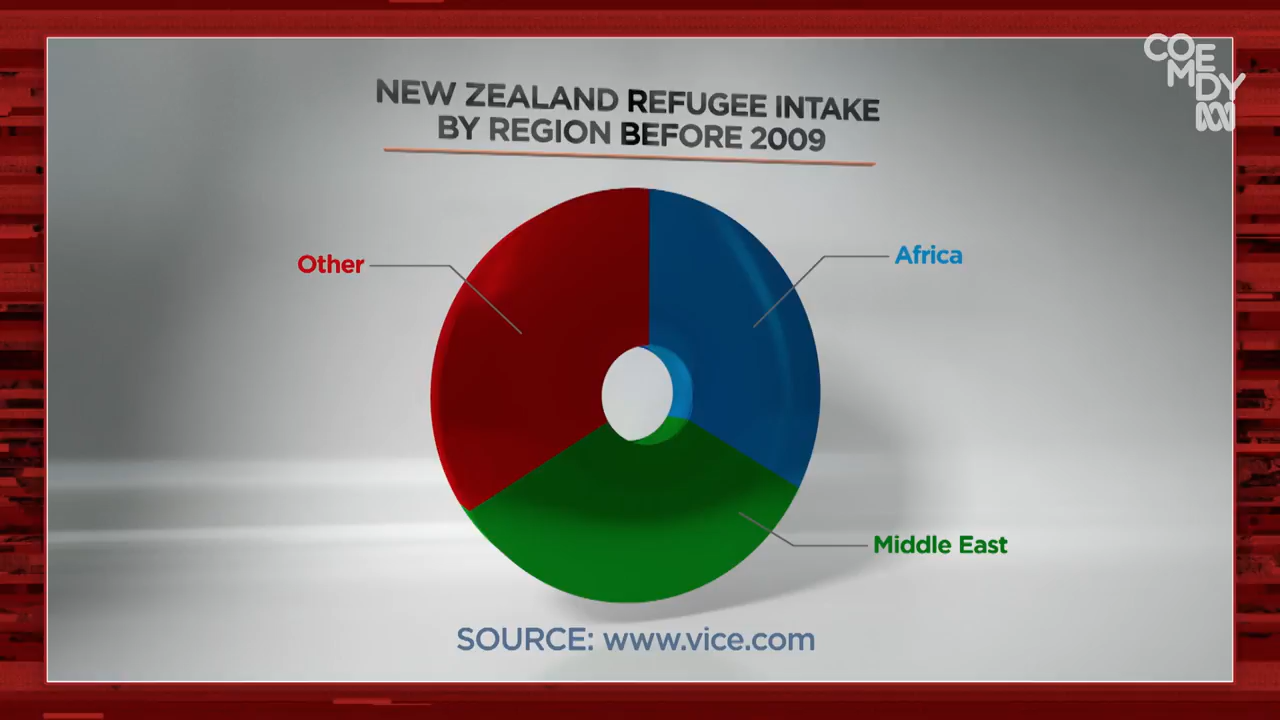 COMEDY
NEW ZEALAND REFUGEE INTAKE
BY REGION BEFORE 2009
Other
Africa
Middle East
SOURCE: www.vice.com